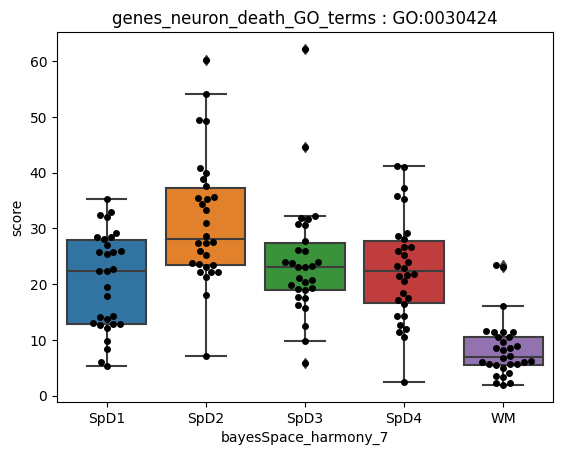 genes_neuron_death_GO_terms : GO:0030424
60
50
40
30
20
10
0
score
SpD1 SpD2 SpD3 SpD4 WM
bayesSpace_harmony_7